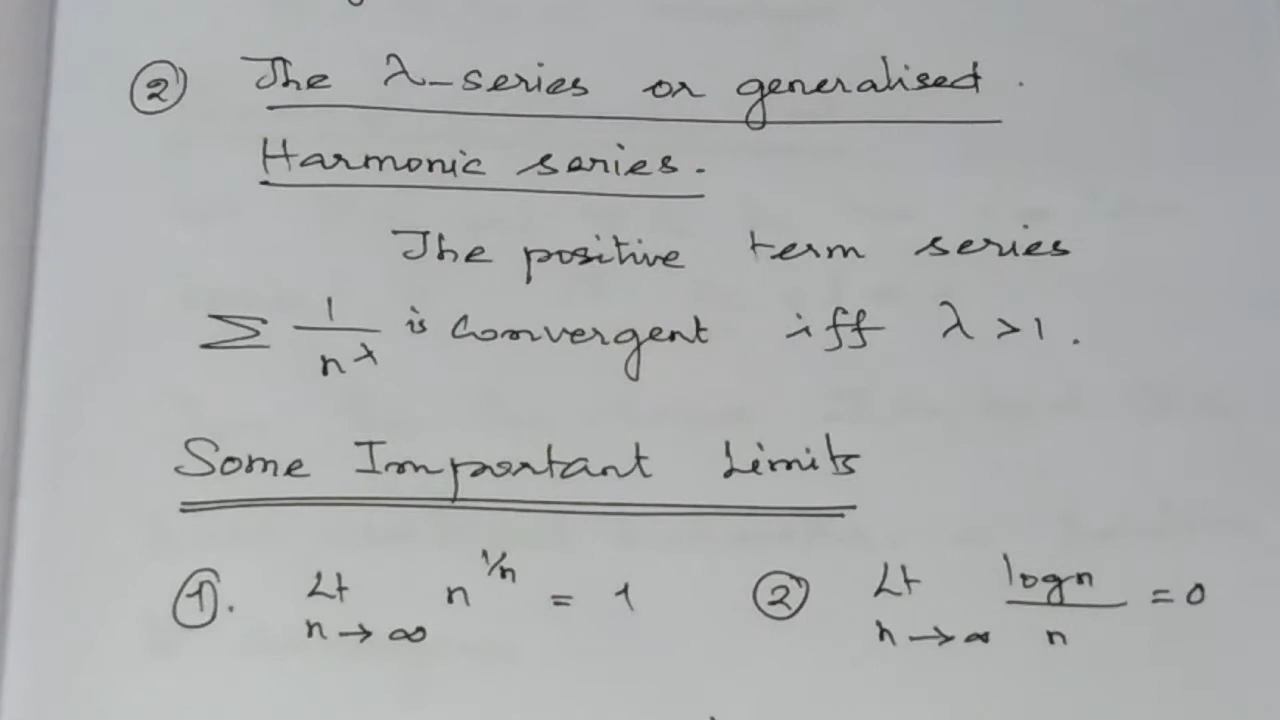 ② The λ-series or generalised
Harmonic series.
The positive term series
∑ 1/n^λ is convergent iff λ > 1.
Some Important Limits
①. Lt n→∞ n^1/n = 1 ② Lt n→∞ log n / n = 0